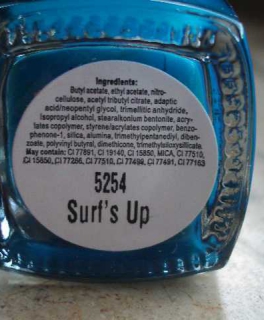 Ingredients:
Butyl acetate, ethyl acetate, nitro-
cellulose, acetyl tributyl citrate, adaptic
acid/neopentyl glycol, trimellitic anhydride,
isopropyl alcohol, stearalkonium bentonite, acry-
lates copolymer, styrene/acrylates copolymer, benzo-
phenone-1, silica, alumina, trimethylpentanediyl, diben-
zoate, polyvinyl butyral, dimethicone, trimethylsiloxysillicate.
May contain: CI 77891, CI 19140, CI 15850, MICA, CI 77510,
CI 15850, CI 77266, CI 77510, CI 77499, CI 77491, CI 77163
5254
Surf's Up